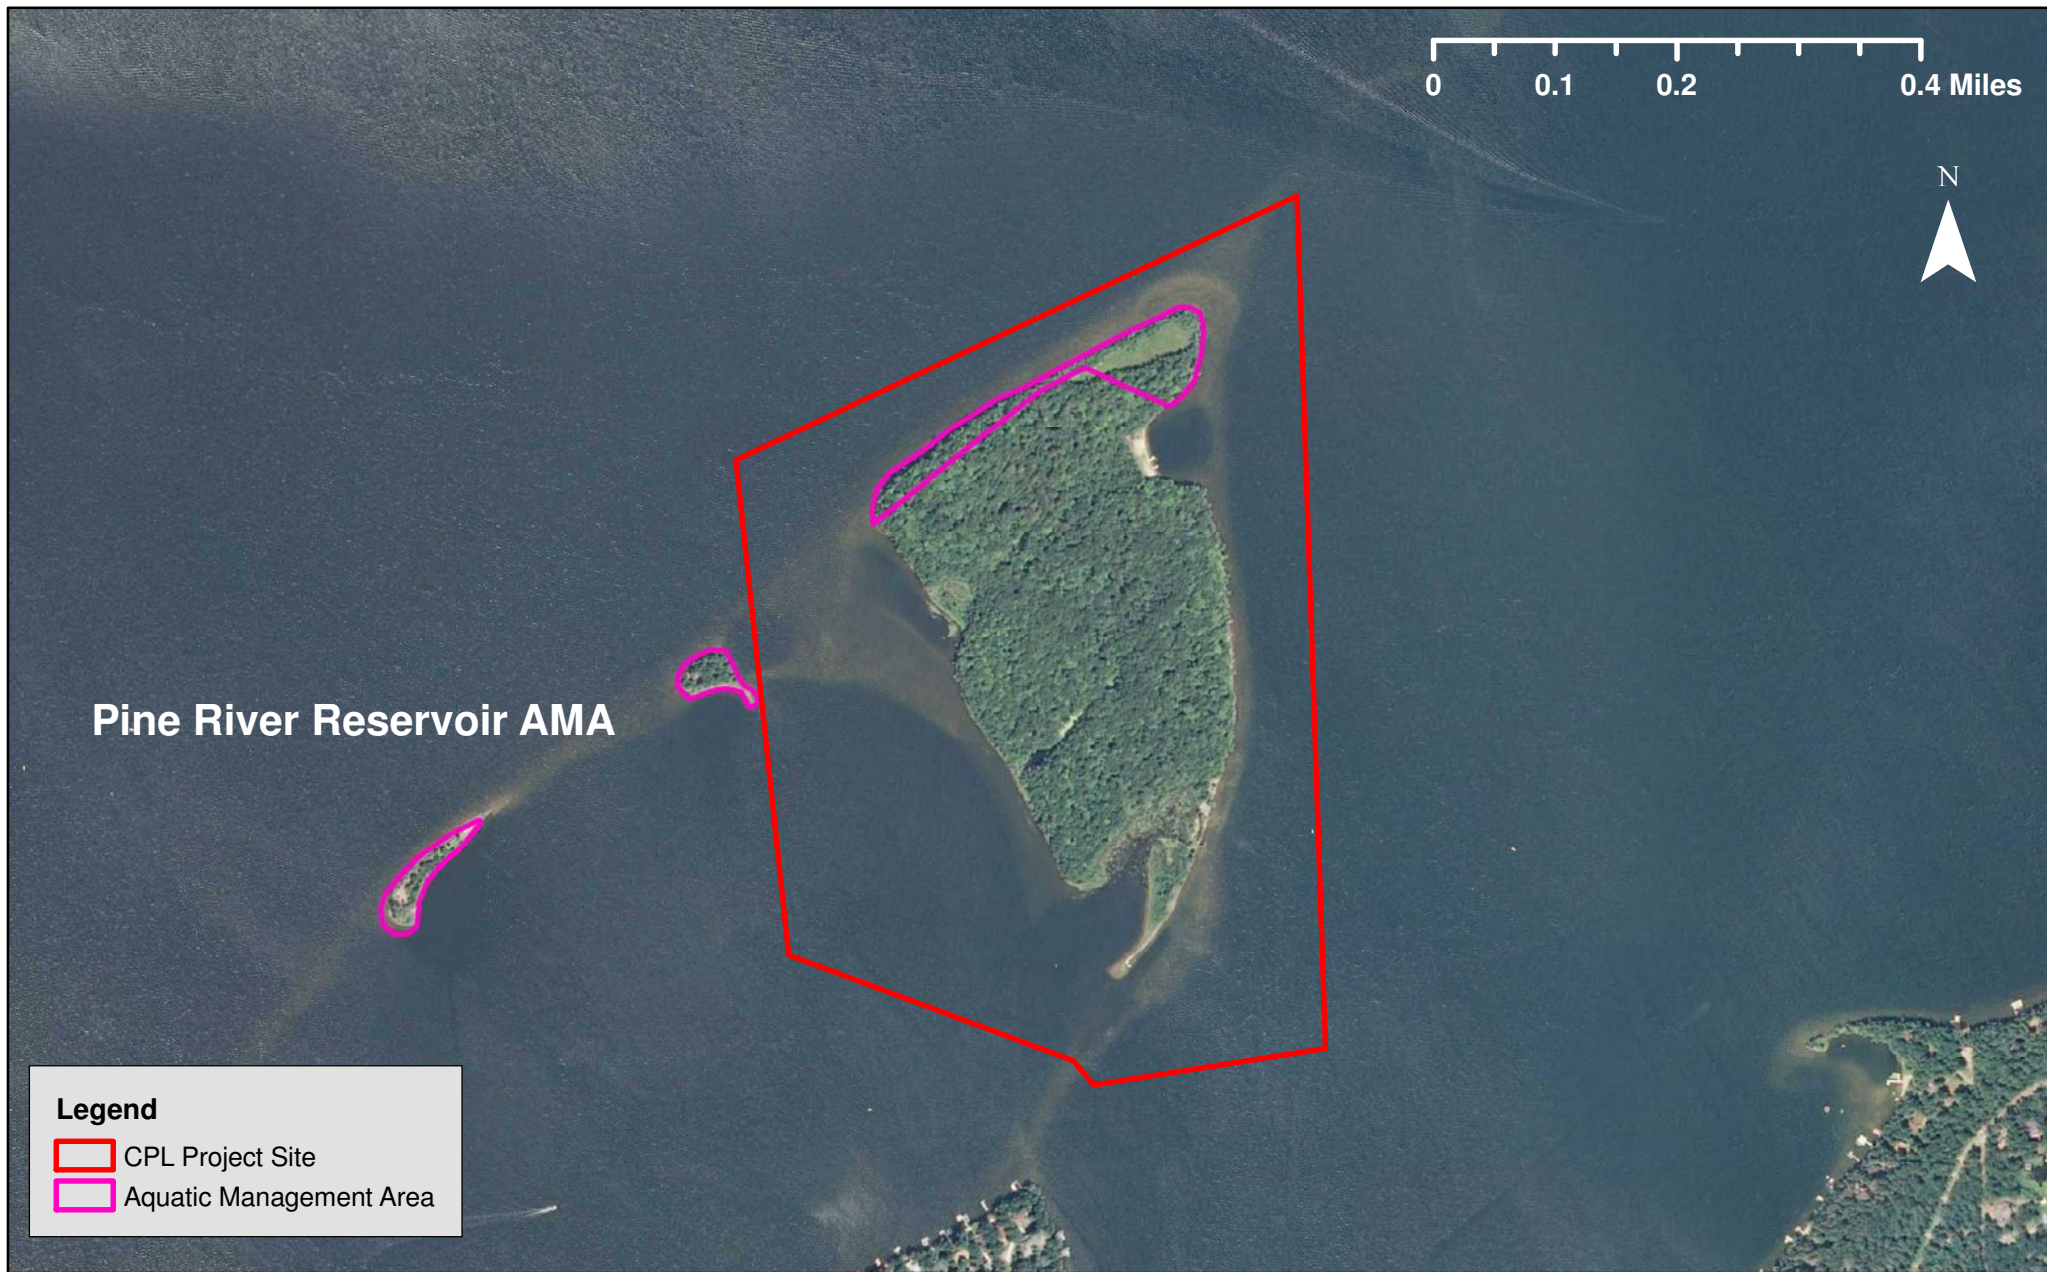 0 0.1 0.2 0.4 Miles
N
Pine River Reservoir AMA
Legend
CPL Project Site
Aquatic Management Area